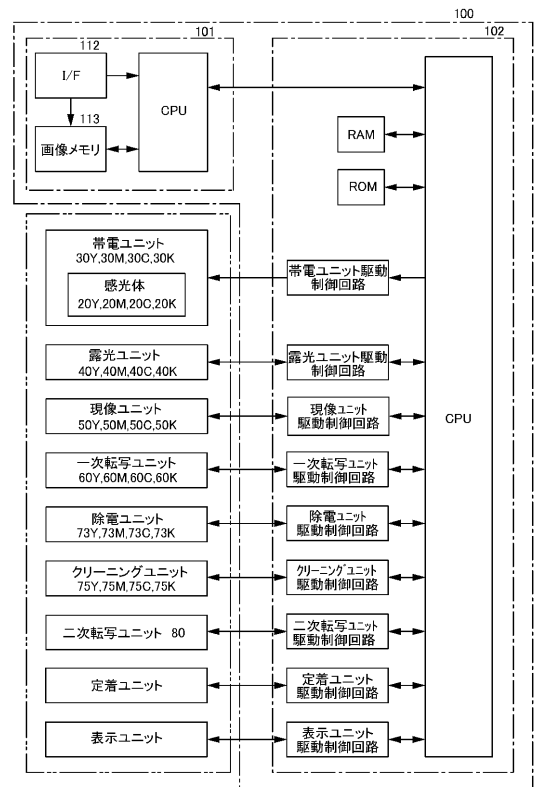 100
101
102
112
I/F
CPU
113
画像メモリ
RAM
ROM
帯電ユニット
30Y,30M,30C,30K
感光体
20Y,20M,20C,20K
帯電ユニット駆動
制御回路
露光ユニット
40Y,40M,40C,40K
露光ユニット駆動
制御回路
現像ユニット
50Y,50M,50C,50K
現像ユニット
駆動制御回路
CPU
一次転写ユニット
60Y,60M,60C,60K
一次転写ユニット
駆動制御回路
除電ユニット
73Y,73M,73C,73K
除電ユニット
駆動制御回路
クリーニングユニット
75Y,75M,75C,75K
クリーニングユニット
駆動制御回路
二次転写ユニット 80
二次転写ユニット
駆動制御回路
定着ユニット
定着ユニット
駆動制御回路
表示ユニット
表示ユニット
駆動制御回路